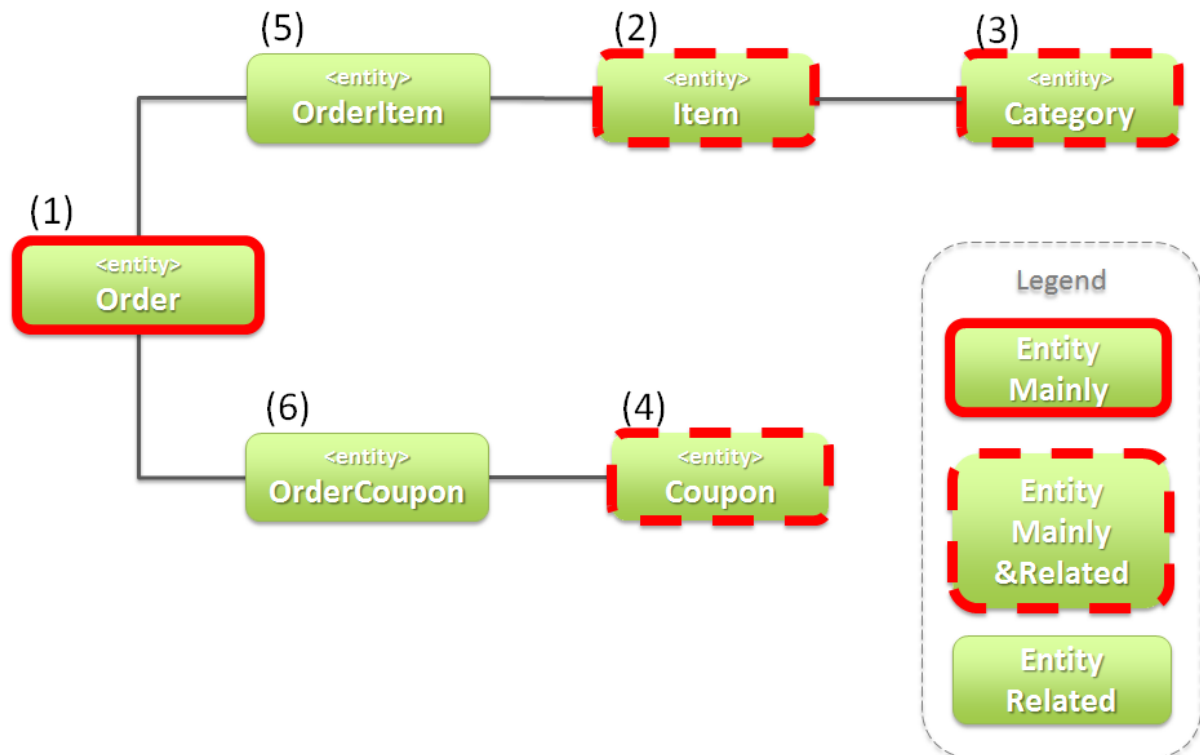 (5)
<entity>
OrderItem
(2)
<entity>
Item
(3)
<entity>
Category
(1)
<entity>
Order
(6)
<entity>
OrderCoupon
(4)
<entity>
Coupon
Legend
Entity
Mainly
Entity
Mainly
&Related
Entity
Related